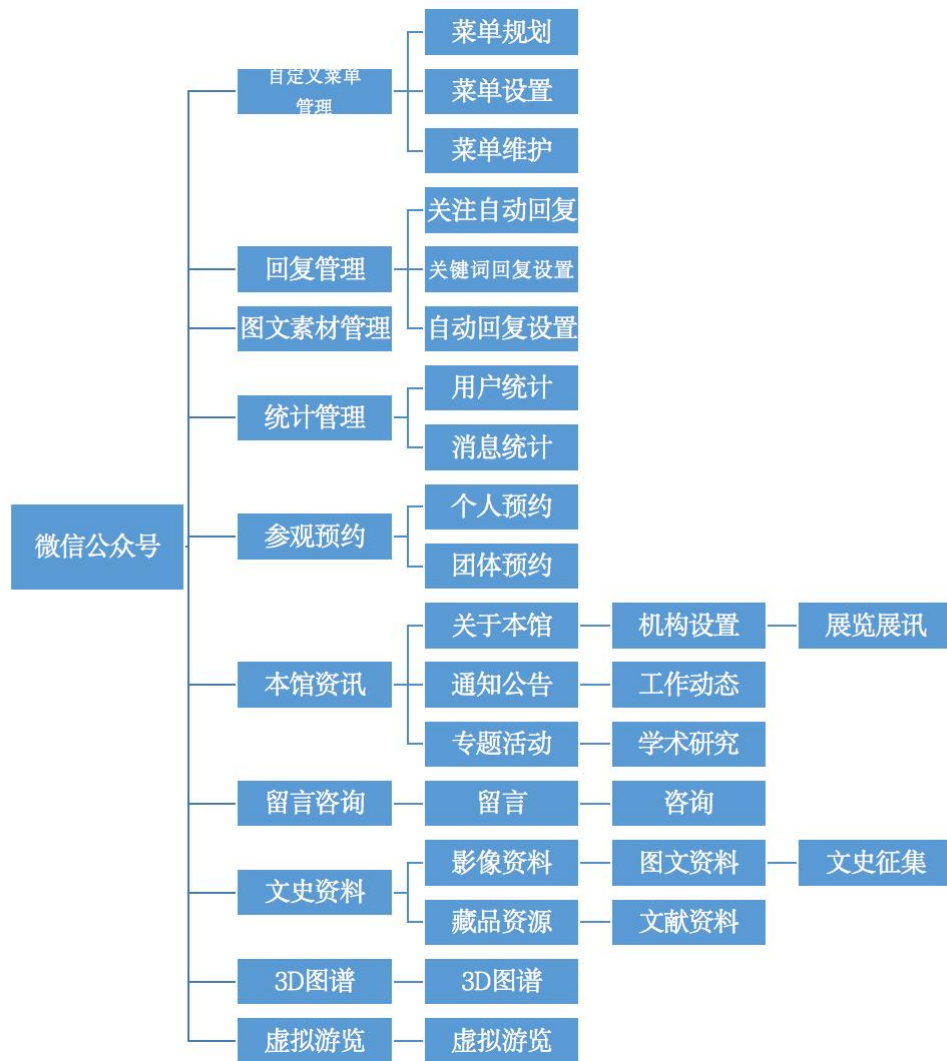 菜单规划
自定义菜单
管理
菜单设置
菜单维护
关注自动回复
回复管理
关键词回复设置
图文素材管理
自动回复设置
用户统计
统计管理
消息统计
个人预约
微信公众号
参观预约
团体预约
关于本馆
机构设置
展览展讯
本馆资讯
通知公告
工作动态
专题活动
学术研究
留言咨询
留言
咨询
影像资料
图文资料
文史征集
文史资料
藏品资源
文献资料
3D图谱
3D图谱
虚拟游览
虚拟游览